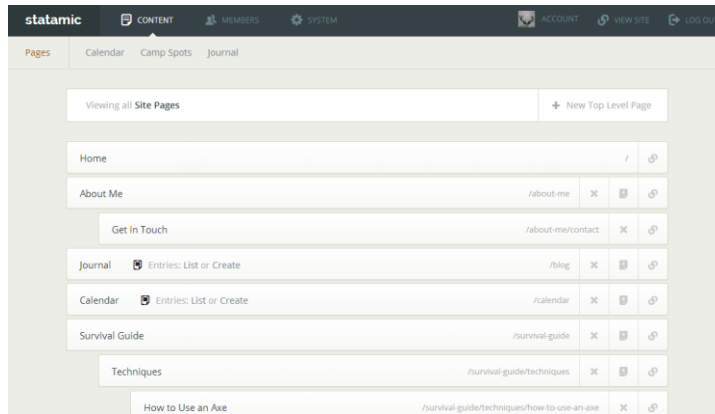 statamic CONTENT MEMBERS SYSTEM ACCOUNT VIEW SITE LOG OU
Pages Calendar Camp Spots Journal
Viewing all Site Pages + New Top Level Page
Home /
About Me /about-me
Get in Touch /about-me/contact
Journal Entries: List or Create /blog
Calendar Entries: List or Create /calendar
Survival Guide /survival-guide
Techniques /survival-guide/techniques
How to Use an Axe /survival-guide/techniques/how-to-use-an-axe